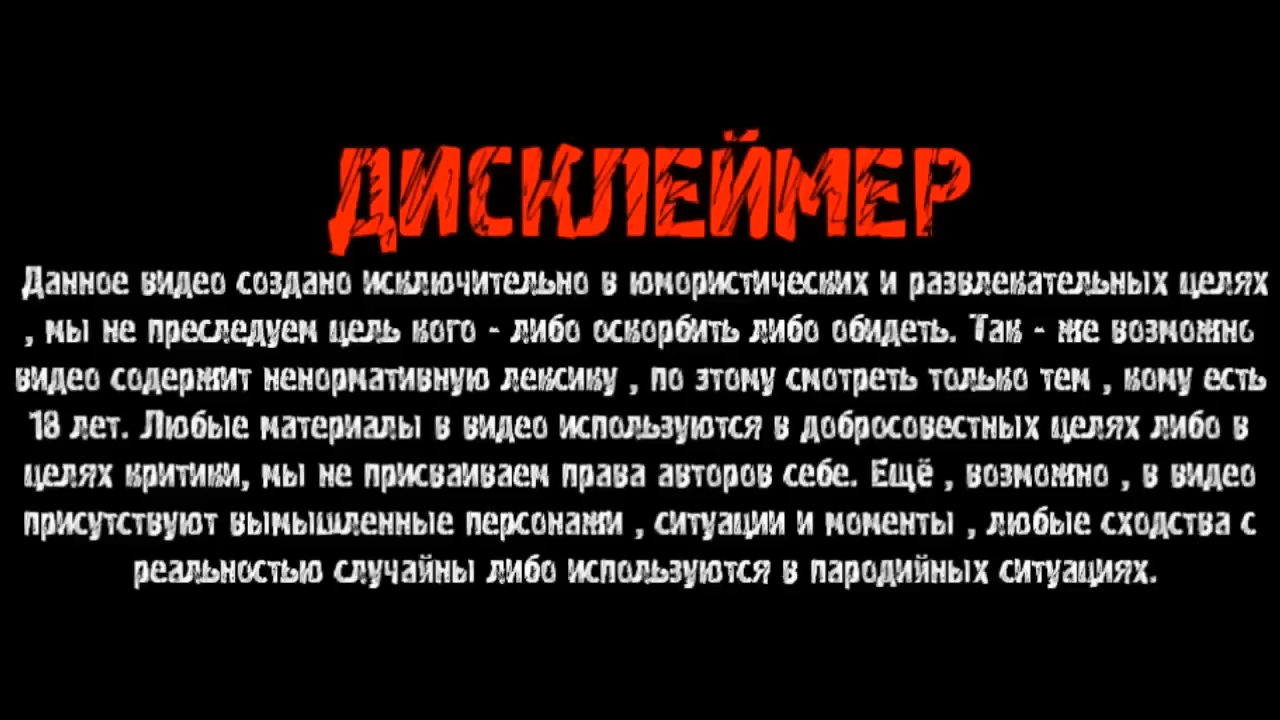 ДИСКЛЕЙМЕР
Данное видео создано исключительно в юмористических и развлекательных целях
, мы не преследуем цель кого - либо оскорбить либо обидеть. Так - же возможно
видео содержит ненормативную лексику , по этому смотреть только тем , кому есть
18 лет. Любые материалы в видео используются в добросовестных целях либо в
целях критики, мы не присваиваем права авторов себе. Ещё , возможно , в видео
присутствуют вымышленные персонажи , ситуации и моменты , любые сходства с
реальностью случайны либо используются в пародийных ситуациях.